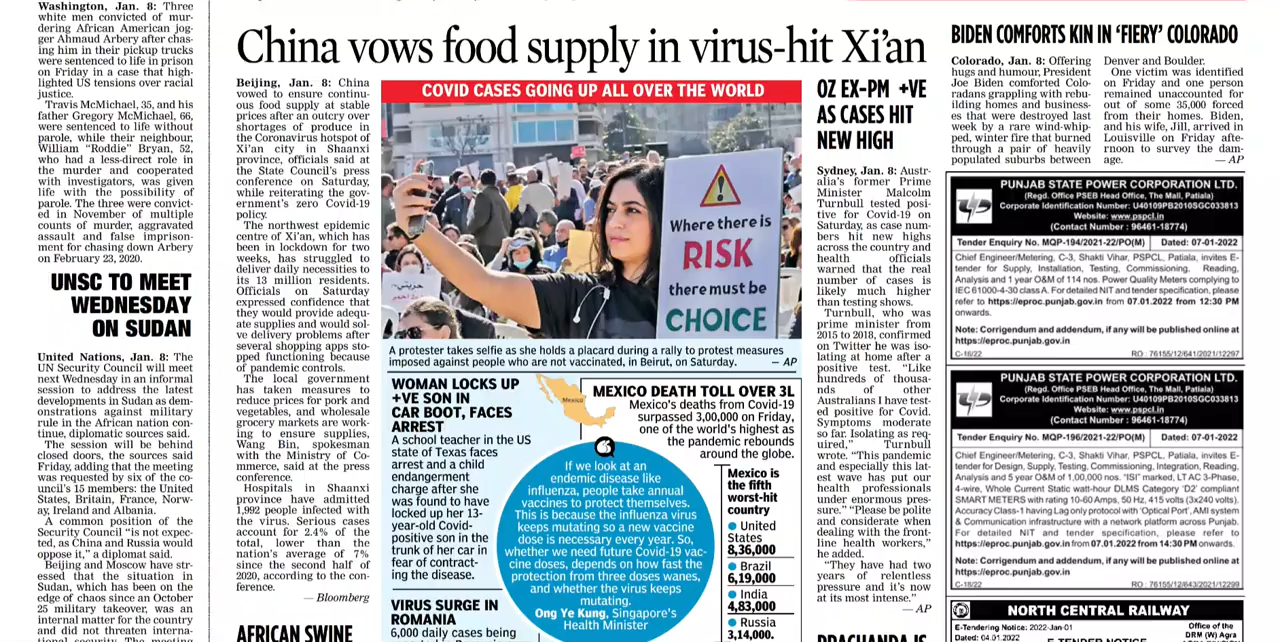 Washington, Jan. 8: Three
white men convicted of mur-
dering African American jog-
ger Ahmaud Arbery after chas-
ing him in their pickup trucks
were sentenced to life in prison
on Friday in a case that high-
lighted US tensions over racial
justice.
Travis McMichael, 35, and his
father Gregory McMichael, 66,
were sentenced to life without
parole, while their neighbour,
William "Roddie" Bryan, 52,
who had a less-direct role in
the murder and cooperated
with investigators, was given
life with the possibility of
parole. The three were convict-
ed in November of multiple
counts of murder, aggravated
assault and false imprison-
ment for chasing down Arbery
on February 23, 2020.
UNSC TO MEET
WEDNESDAY
ON SUDAN
United Nations, Jan. 8: The
UN Security Council will meet
next Wednesday in an informal
session to address the latest
developments in Sudan as dem-
onstrations against military
rule in the African nation con-
tinue, diplomatic sources said.
The session will be behind
closed doors, the sources said
Friday, adding that the meeting
was requested by six of the co-
uncil's 15 members: the United
States, Britain, France, Norw-
ay, Ireland and Albania.
A common position of the
Security Council "is not expec-
ted, as China and Russia would
oppose it," a diplomat said.
Beijing and Moscow have str-
essed that the situation in
Sudan, which has been on the
edge of chaos since an October
25 military takeover, was an
internal matter for the country
and did not threaten interna-
tional security. The meeting
China vows food supply in virus-hit Xi'an
Beijing, Jan. 8: China
vowed to ensure continu-
ous food supply at stable
prices after an outcry over
shortages of produce in
the Coronavirus hotspot of
Xi'an city in Shaanxi
province, officials said at
the State Council's press
conference on Saturday,
while reiterating the gov-
ernment's zero Covid-19
policy.
The northwest epidemic
centre of Xi'an, which has
been in lockdown for two
weeks, has struggled to
deliver daily necessities to
its 13 million residents.
Officials on Saturday
expressed confidence that
they would provide adequ-
ate supplies and would sol-
ve delivery problems after
several shopping apps sto-
pped functioning because
of pandemic controls.
The local government
has taken measures to
reduce prices for pork and
vegetables, and wholesale
grocery markets are work-
ing to ensure supplies,
Wang Bin, spokesman
with the Ministry of Co-
mmerce, said at the press
conference.
Hospitals in Shaanxi
province have admitted
1,992 people infected with
the virus. Serious cases
account for 2.4% of the
total, lower than the
nation's average of 7%
since the second half of
2020, according to the con-
ference.
— Bloomberg
AFRICAN SWINE
COVID CASES GOING UP ALL OVER THE WORLD
Where there is
RISK
there must be
CHOICE
A protester takes selfie as she holds a placard during a rally to protest measures
imposed against people who are not vaccinated, in Beirut, on Saturday. — AP
WOMAN LOCKS UP
+VE SON IN
CAR BOOT, FACES
ARREST
A school teacher in the US
state of Texas faces
arrest and a child
endangerment
charge after she
was found to have
locked up her 13-
year-old Covid-
positive son in the
trunk of her car in
fear of contract-
ing the disease.
VIRUS SURGE IN
ROMANIA
6,000 daily cases being
Mexico
MEXICO DEATH TOLL OVER 3L
Mexico's deaths from Covid-19
surpassed 3,00,000 on Friday,
one of the world's highest as
the pandemic rebounds
around the globe.
If we look at an
endemic disease like
influenza, people take annual
vaccines to protect themselves.
This is because the influenza virus
keeps mutating so a new vaccine
dose is necessary every year. So,
whether we need future Covid-19 vac-
cine doses, depends on how fast the
protection from three doses wanes,
and whether the virus keeps
mutating.
Ong Ye Kung, Singapore's
Health Minister
Mexico is
the fifth
worst-hit
country
● United
States
8,36,000
● Brazil
6,19,000
● India
4,83,000
● Russia
3,14,000.
OZ EX-PM +VE
AS CASES HIT
NEW HIGH
Sydney, Jan. 8: Austr-
alia's former Prime
Minister Malcolm
Turnbull tested posi-
tive for Covid-19 on
Saturday, as case num-
bers hit new highs
across the country and
health officials
warned that the real
number of cases is
likely much higher
than testing shows.
Turnbull, who was
prime minister from
2015 to 2018, confirmed
on Twitter he was iso-
lating at home after a
positive test. "Like
hundreds of thousa-
nds of other
Australians I have test-
ed positive for Covid.
Symptoms moderate
so far. Isolating as req-
uired," Turnbull
wrote. "This pandemic
and especially this lat-
est wave has put our
health professionals
under enormous pres-
sure." "Please be polite
and considerate when
dealing with the front-
line health workers,"
he added.
"They have had two
years of relentless
pressure and it's now
at its most intense."
— AP
PRACHANDA IS
BIDEN COMFORTS KIN IN 'FIERY' COLORADO
Colorado, Jan. 8: Offering
hugs and humour, President
Joe Biden comforted Colo-
radans grappling with rebu-
ilding homes and business-
es that were destroyed last
week by a rare wind-whip-
ped, winter fire that burned
through a pair of heavily
populated suburbs between
Denver and Boulder.
One victim was identified
on Friday and one person
remained unaccounted for
out of some 35,000 forced
from their homes. Biden,
and his wife, Jill, arrived in
Louisville on Friday afte-
rnoon to survey the dam-
age. — AP
PUNJAB STATE POWER CORPORATION LTD.
(Regd. Office PSEB Head Office, The Mall, Patiala)
Corporate Identification Number: U40109PB2010SGC033813
Website: www.pspcl.in
(Contact Number : 96461-18774)
Tender Enquiry No. MQP-194/2021-22/PO(M) Dated: 07-01-2022
Chief Engineer/Metering, C-3, Shakti Vihar, PSPCL, Patiala, invites E-
tender for Supply, Installation, Testing, Commissioning, Reading,
Analysis and 1 year O&M of 114 nos. Power Quality Meters complying to
IEC 61000-4-30 class A. For detailed NIT and tender specification, please
refer to https://eproc.punjab.gov.in from 07.01.2022 from 12:30 PM
onwards.
Note: Corrigendum and addendum, if any will be published online at
https://eproc.punjab.gov.in
C-16/22 RO : 76155/12/641/2021/12297
PUNJAB STATE POWER CORPORATION LTD.
(Regd. Office PSEB Head Office, The Mall, Patiala)
Corporate Identification Number: U40109PB2010SGC033813
Website: www.pspcl.in
(Contact Number : 96461-18774)
Tender Enquiry No. MQP-196/2021-22/PO(M) Dated: 07-01-2022
Chief Engineer/Metering, C-3, Shakti Vihar, PSPCL, Patiala, invites E-
tender for Design, Supply, Testing, Commissioning, Integration, Reading,
Analysis and 5 year O&M of 1,00,000 nos. "ISI" marked, LT AC 3-Phase,
4-wire, Whole Current Static watt-hour DLMS Category 'D2' compliant
SMART METERS with rating 10-60 Amps, 50 Hz, 415 volts (3x240 volts).
Accuracy Class-1 having Lag only protocol with 'Optical Port', AMI system
& Communication infrastructure with a network platform across Punjab.
For detailed NIT and tender specification, please refer to
https://eproc.punjab.gov.in from 07.01.2022 from 14:30 PM onwards.
Note: Corrigendum and addendum, if any will be published online at
https://eproc.punjab.gov.in
C-18/22 RO : 76155/12/643/2021/12299
NORTH CENTRAL RAILWAY
E-Tendering Notice: 2022-Jan-01
Dated: 04.01.2022
Office of the
DRM (W) Agra
E-TENDER NOTICE